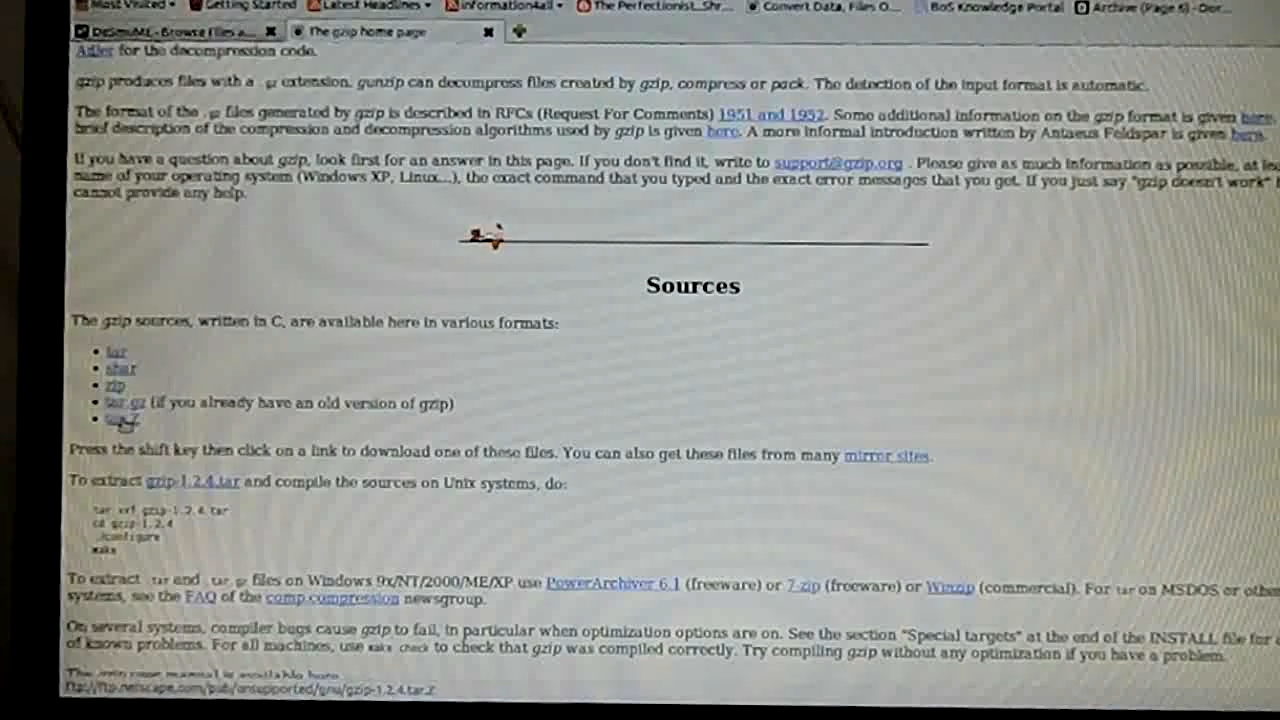 Most Visited Getting Started Latest Headlines information4all The Perfectionist_Shr... Convert Data, Files O... BoS Knowledge Portal Archive (Page 6) - Dor...
DeSmuME - Browse Files a... The gzip home page
Adler for the decompression code.
gzip produces files with a .gz extension. gunzip can decompress files created by gzip, compress or pack. The detection of the input format is automatic.
The format of the .gz files generated by gzip is described in RFCs (Request For Comments) 1951 and 1952. Some additional information on the gzip format is given here.
brief description of the compression and decompression algorithms used by gzip is given here. A more informal introduction written by Antaeus Feldspar is given here.
If you have a question about gzip, look first for an answer in this page. If you don't find it, write to support@gzip.org . Please give as much information as possible, at
name of your operating system (Windows XP, Linux...), the exact command that you typed and the exact error messages that you get. If you just say "gzip doesn't work"
cannot provide any help.
Sources
The gzip sources, written in C, are available here in various formats:
• tar
• shar
• zip
• tar.gz (if you already have an old version of gzip)
• tar.Z
Press the shift key then click on a link to download one of these files. You can also get these files from many mirror sites.
To extract gzip-1.2.4.tar and compile the sources on Unix systems, do:
tar xvf gzip-1.2.4.tar
cd gzip-1.2.4
./configure
make
To extract .tar and .tar.gz files on Windows 9x/NT/2000/ME/XP use PowerArchiver 6.1 (freeware) or 7-zip (freeware) or Winzip (commercial). For tar on MSDOS or other
systems, see the FAQ of the comp.compression newsgroup.
On several systems, compiler bugs cause gzip to fail, in particular when optimization options are on. See the section "Special targets" at the end of the INSTALL file for
of known problems. For all machines, use make check to check that gzip was compiled correctly. Try compiling gzip without any optimization if you have a problem.
ftp://ftp.netscape.com/pub/unsupported/gnu/gzip-1.2.4.tar.Z